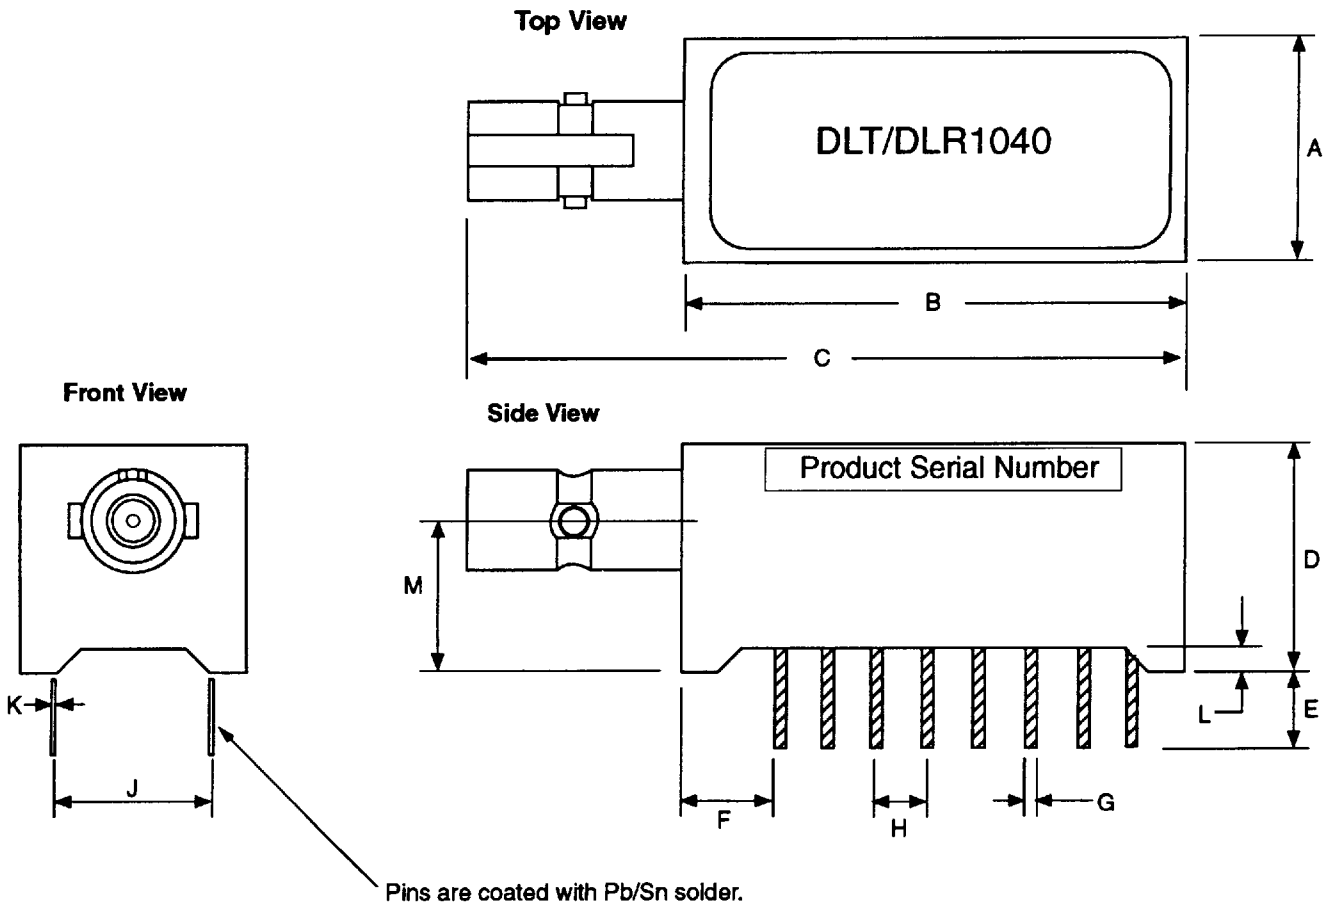 Top View
DLT/DLR1040
A
B
C
Front View
Side View
Product Serial Number
M
D
K
L
E
J
F
H
G
Pins are coated with Pb/Sn solder.